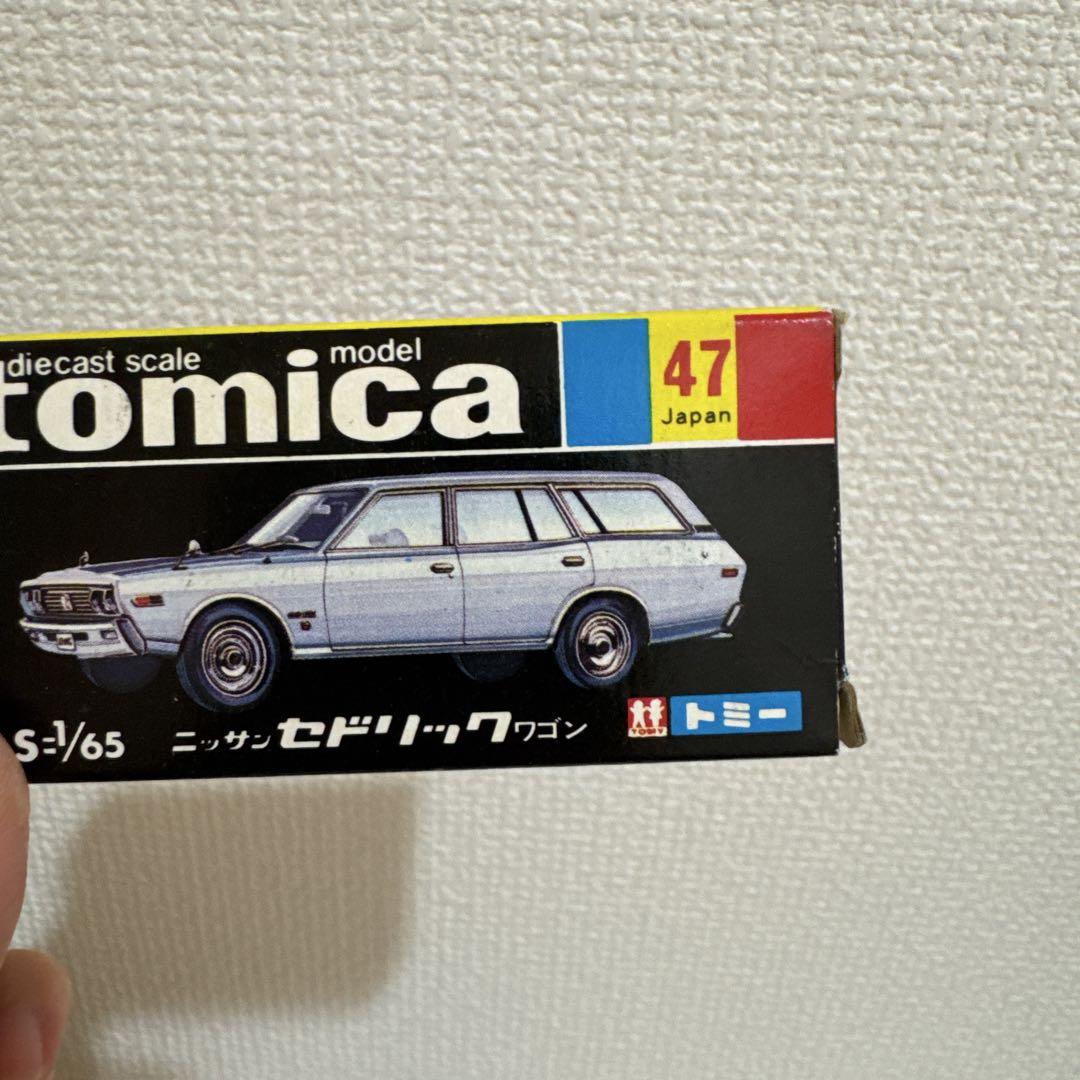 diecast scale model
tomica
47
Japan
S=1/65
ニッサン セドリック ワゴン
TOMY
トミー